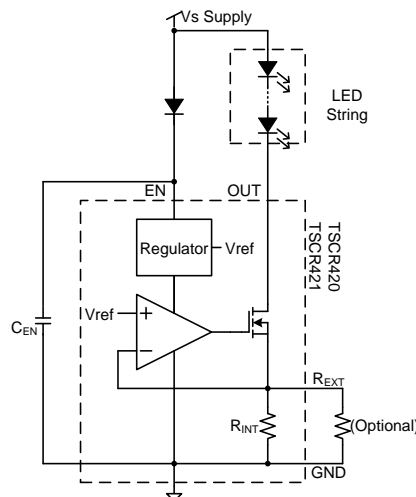 Vs Supply
LED
String
EN
OUT
TSCR420
TSCR421
Regulator
Vref
Vref
+
−
CEN
REXT
RINT
(Optional)
GND